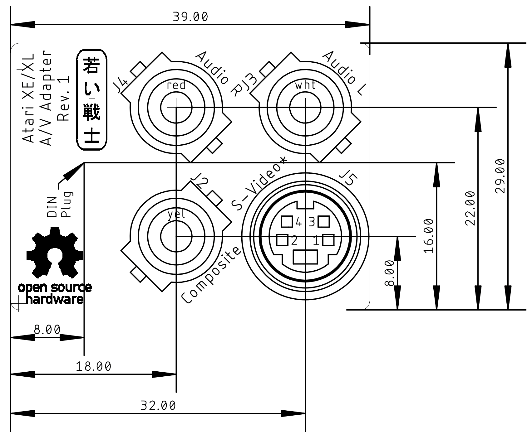 39.00
Atari XE/XL
A/V Adapter
Rev. 1
若い戦士
J4
red
Audio R
J3
wht
Audio L
DIN
Plug
J2
yel
Composite
S-Video*
J5
4 3
2 1
open source
hardware
29.00
22.00
16.00
8.00
8.00
18.00
32.00